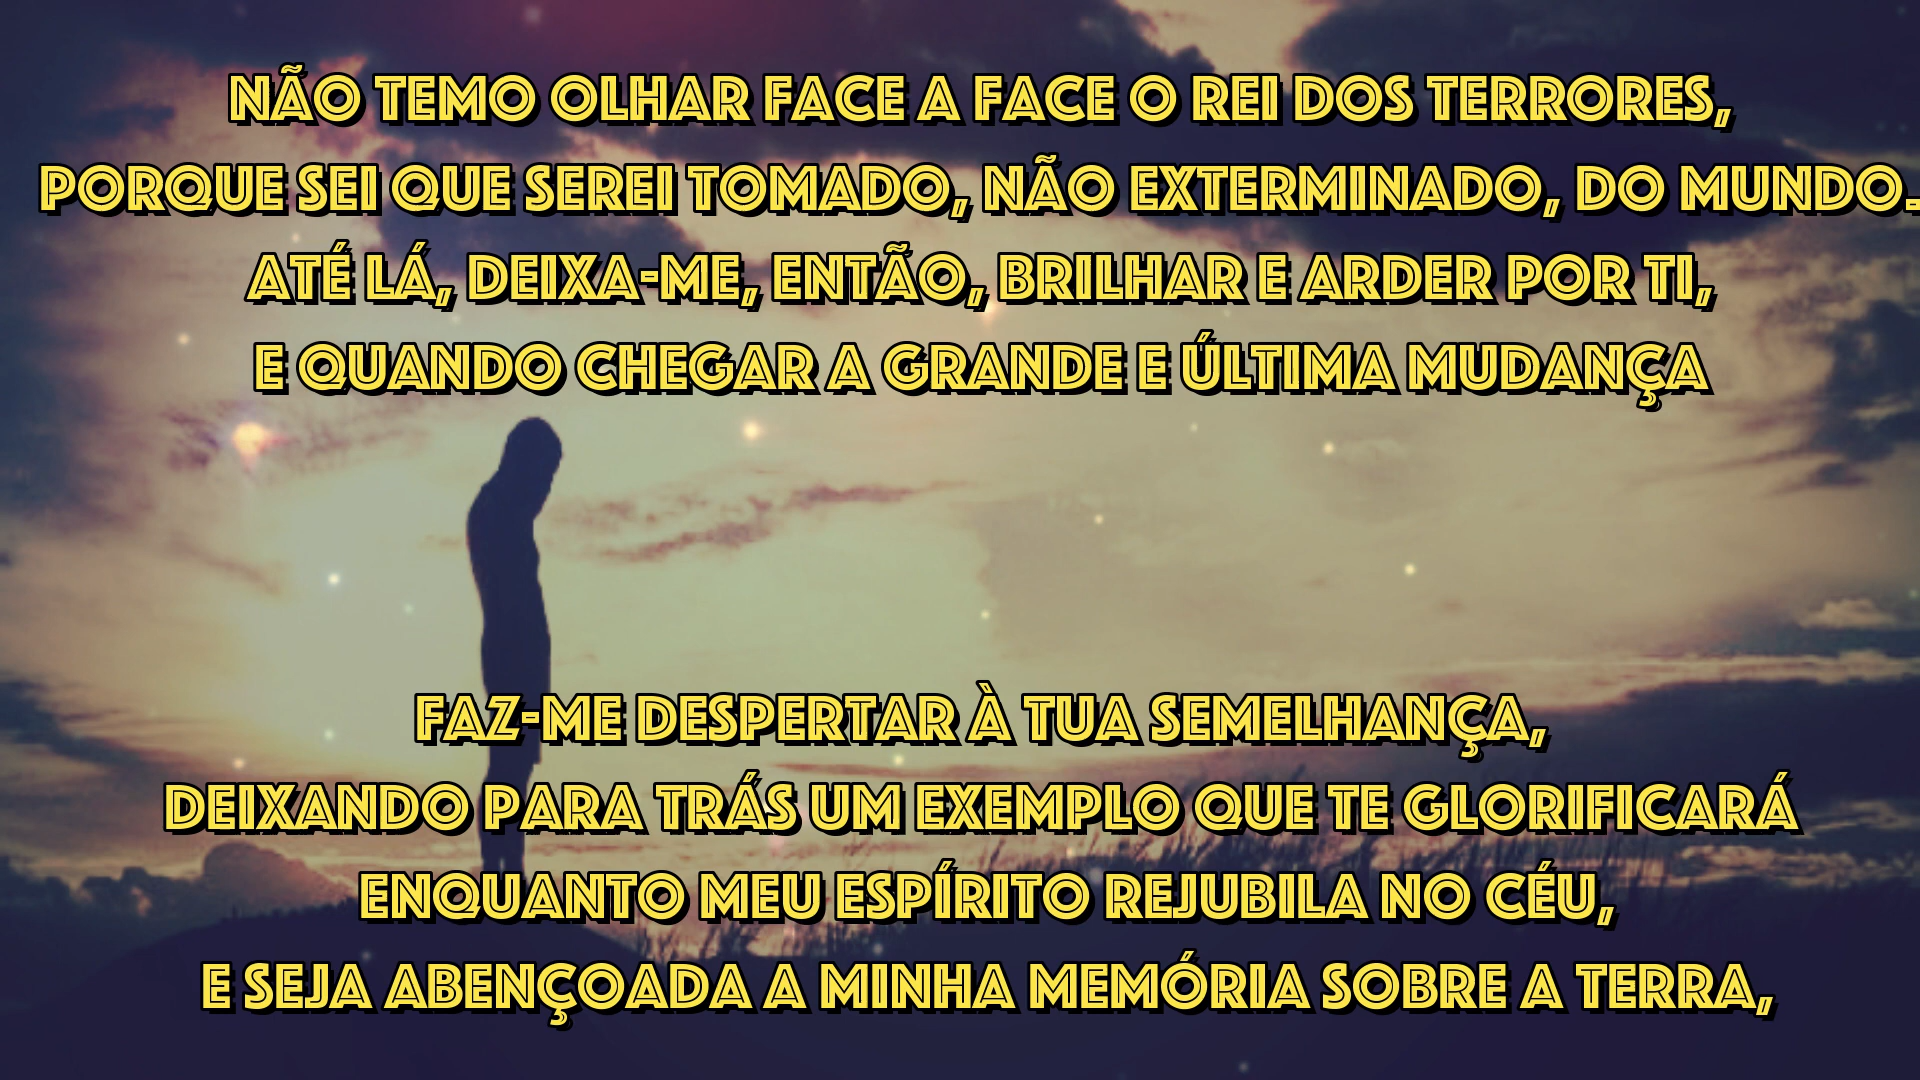 NÃO TEMO OLHAR FACE A FACE O REI DOS TERRORES,
PORQUE SEI QUE SEREI TOMADO, NÃO EXTERMINADO, DO MUNDO.
ATÉ LÁ, DEIXA-ME, ENTÃO, BRILHAR E ARDER POR TI,
E QUANDO CHEGAR A GRANDE E ÚLTIMA MUDANÇA
FAZ-ME DESPERTAR À TUA SEMELHANÇA,
DEIXANDO PARA TRÁS UM EXEMPLO QUE TE GLORIFICARÁ
ENQUANTO MEU ESPÍRITO REJUBILA NO CÉU,
E SEJA ABENÇOADA A MINHA MEMÓRIA SOBRE A TERRA,